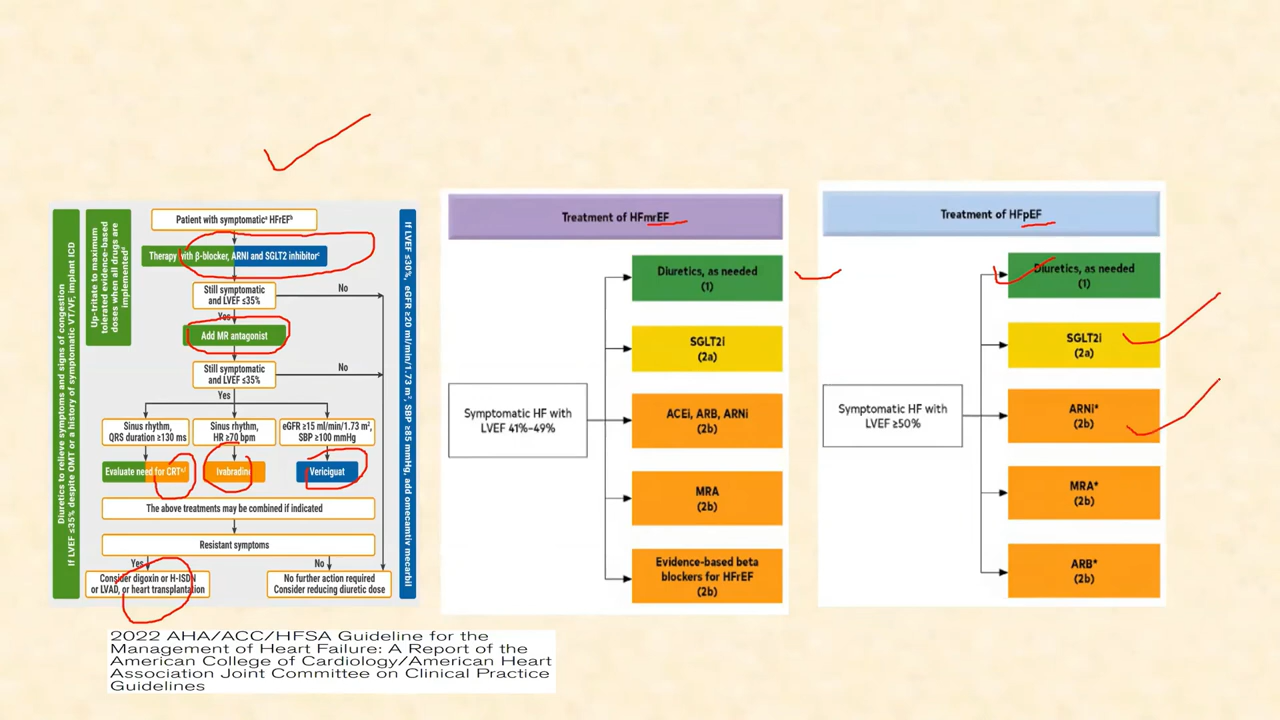 Diuretics to relieve symptoms and signs of congestion
If LVEF ≤35% despite OMT or a history of symptomatic VT/VF, implant ICD
Up-titrate to maximum
tolerated evidence-based
doses when all drugs are
implementedᵈ
Patient with symptomaticᵃ HFrEFᵇ
Therapy with β-blocker, ARNI and SGLT2 inhibitorᶜ
Still symptomatic
and LVEF ≤35%
No
Yes
Add MR antagonist
Still symptomatic
and LVEF ≤35%
No
Yes
Sinus rhythm,
QRS duration ≥130 ms
Sinus rhythm,
HR ≥70 bpm
eGFR ≥15 ml/min/1.73 m²,
SBP ≥100 mmHg
Evaluate need for CRT
Ivabradine
Vericiguat
The above treatments may be combined if indicated
Resistant symptoms
Yes
No
Consider digoxin or H-ISDN
or LVAD, or heart transplantation
No further action required
Consider reducing diuretic dose
If LVEF ≤30%, eGFR ≥20 ml/min/1.73 m², SBP ≥85 mmHg, add omecamtiv mecarbil
Treatment of HFmrEF
Symptomatic HF with
LVEF 41%-49%
Diuretics, as needed
(1)
SGLT2i
(2a)
ACEi, ARB, ARNi
(2b)
MRA
(2b)
Evidence-based beta
blockers for HFrEF
(2b)
Treatment of HFpEF
Symptomatic HF with
LVEF ≥50%
Diuretics, as needed
(1)
SGLT2i
(2a)
ARNi*
(2b)
MRA*
(2b)
ARB*
(2b)
2022 AHA/ACC/HFSA Guideline for the
Management of Heart Failure: A Report of the
American College of Cardiology/American Heart
Association Joint Committee on Clinical Practice
Guidelines